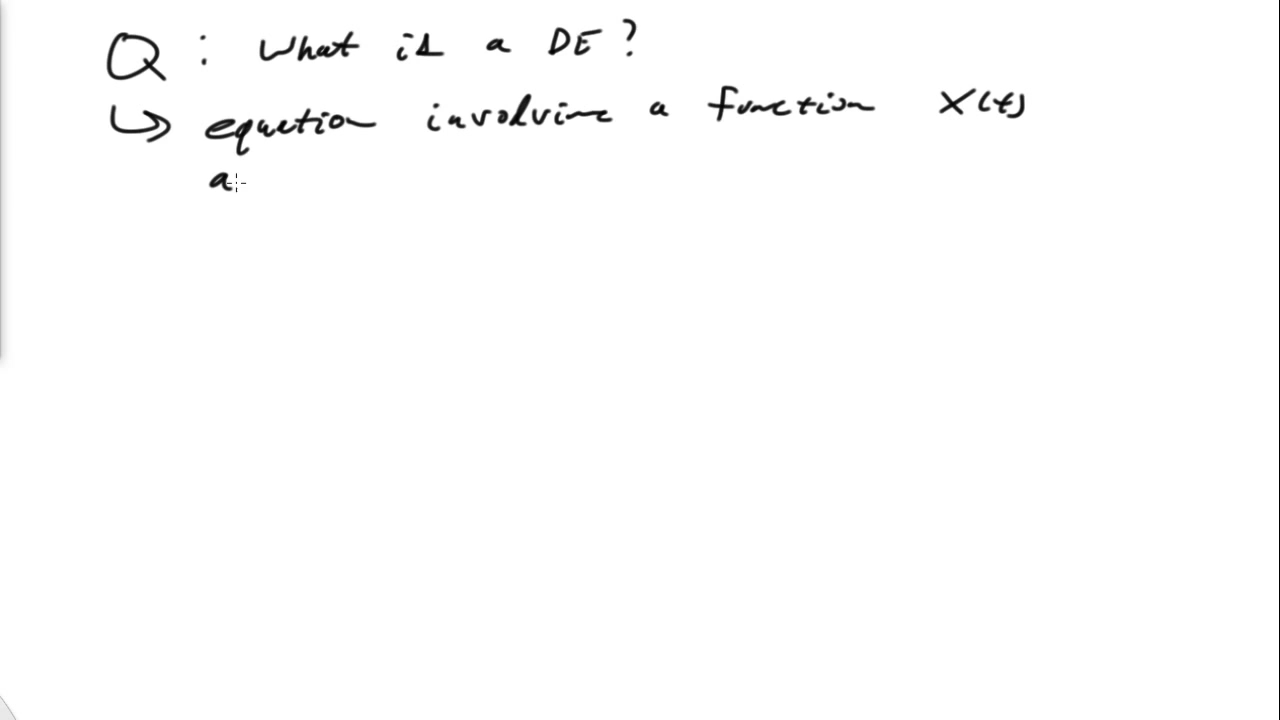 Q: What is a DE?
↳ equation involving a function x(t)
a